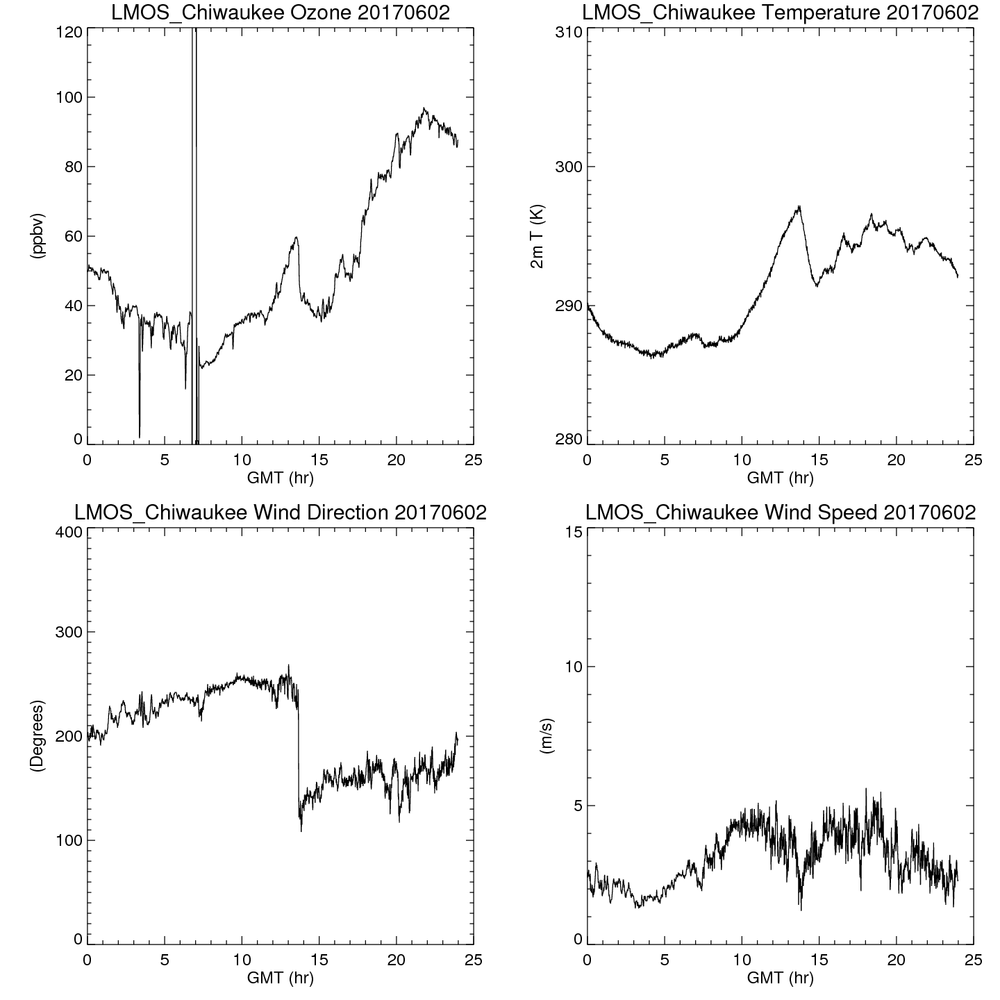 LMOS_Chiwaukee Ozone 20170602
120
100
80
60
40
20
0
(ppbv)
0 5 10 15 20 25
GMT (hr)
LMOS_Chiwaukee Temperature 20170602
310
300
290
280
2m T (K)
0 5 10 15 20 25
GMT (hr)
LMOS_Chiwaukee Wind Direction 20170602
400
300
200
100
0
(Degrees)
0 5 10 15 20 25
GMT (hr)
LMOS_Chiwaukee Wind Speed 20170602
15
10
5
0
(m/s)
0 5 10 15 20 25
GMT (hr)